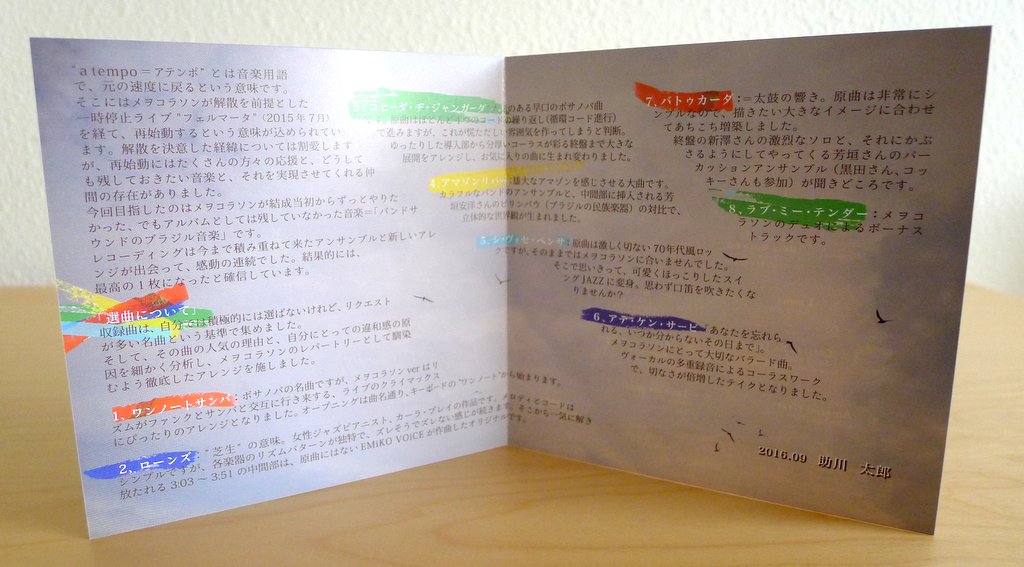 "a tempo＝アテンポ"とは音楽用語
で、元の速度に戻るという意味です。
そこにはメヲコラソンが解散を前提とした
一時停止ライブ"フェルマータ"（2015年7月）
を経て、再始動するという意味が込められてい
ます。解散を決意した経緯については割愛します
が、再始動にはたくさんの方々の応援と、どうして
も残しておきたい音楽と、それを実現させてくれる仲
間の存在がありました。
今回目指したのはメヲコラソンが結成当初からずっとやりた
かった、でもアルバムとしては残していなかった音楽＝「バンドサ
ウンドのブラジル音楽」です。
レコーディングは今まで積み重ねて来たアンサンブルと新しいアレ
ンジが出会って、感動の連続でした。結果的には、
最高の1枚になったと確信しています。
「選曲について」
収録曲は、自分では積極的には選ばないけれど、リクエスト
が多い名曲という基準で集めました。
そして、その曲の人気の理由と、自分にとっての違和感の原
因を細かく分析し、メヲコラソンのレパートリーとして馴染
むよう徹底したアレンジを施しました。
1、ワンノートサンバ：ボサノバの名曲ですが、メヲコラソンverはリ
ズムがファンクとサンバと交互に行き来する、ライブのクライマックス
にぴったりのアレンジとなりました。オープニングは曲名通り、キーボードの"ワンノート"から始まります。
2、ローンズ："芝生"の意味。女性ジャズピアニスト、カーラ・ブレイの作品です。メロディとコードは
シンプルですが、各楽器のリズムパターンが独特で、ズレそうでズレない感じが続きます。そこから一気に解き
放たれる3:03～3:51の中間部は、原曲にはないEMiKO VOiCEが作曲したオリジナルです。
ヂ・ジャンガーダ
のある早口のボサノバ曲
コードの繰り返し（循環コード進行）
で進みますが、これが慌ただしい雰囲気を作ってしまうと判断。
ゆったりした導入部から分厚いコーラスが彩る終盤まで大きな
展開をアレンジし、お気に入りの曲に生まれ変わりました。
4、アマゾンリバー：雄大なアマゾンを感じさせる大曲です。
カラフルなバンドのアンサンブルと、中間部に挿入される芳
垣安洋さんのビリンバウ（ブラジルの民族楽器）の対比で、
立体的な世界観が生まれました。
5、シ・ヴォセ・ペンサ：原曲は激しく切ない70年代風ロッ
クですが、そのままではメヲコラソンに合いませんでした。
そこで思いきって、可愛くほっこりしたスイ
ングJAZZに変身。思わず口笛を吹きたくな
りませんか？
6、アデ・ケン・サービ「あなたを忘れら
れる、いつか分からないその日まで」。
メヲコラソンにとって大切なバラード曲。
ヴォーカルの多重録音によるコーラスワーク
で、切なさが倍増したテイクとなりました。
7、バトゥカーダ：＝太鼓の響き。原曲は非常にシ
ンプルなので、描きたい大きなイメージに合わせ
てあちこち増築しました。
終盤の新澤さんの激烈なソロと、それにかぶ
さるようにしてやってくる芳垣さんのパー
カッションアンサンブル（黒田さん、コッ
キーさんも参加）が聞きどころです。
8、ラブ・ミー・テンダー：メヲコ
ラソンのデュオによるボーナス
トラックです。
2016.09 助川 太郎